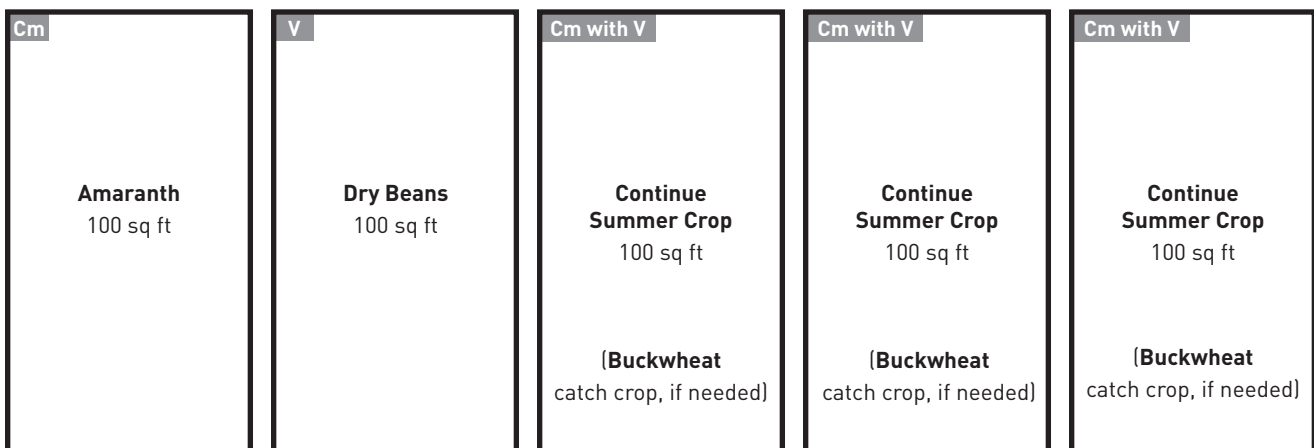 Cm
Amaranth
100 sq ft
V
Dry Beans
100 sq ft
Cm with V
Continue
Summer Crop
100 sq ft
(Buckwheat
catch crop, if needed)
Cm with V
Continue
Summer Crop
100 sq ft
(Buckwheat
catch crop, if needed)
Cm with V
Continue
Summer Crop
100 sq ft
(Buckwheat
catch crop, if needed)